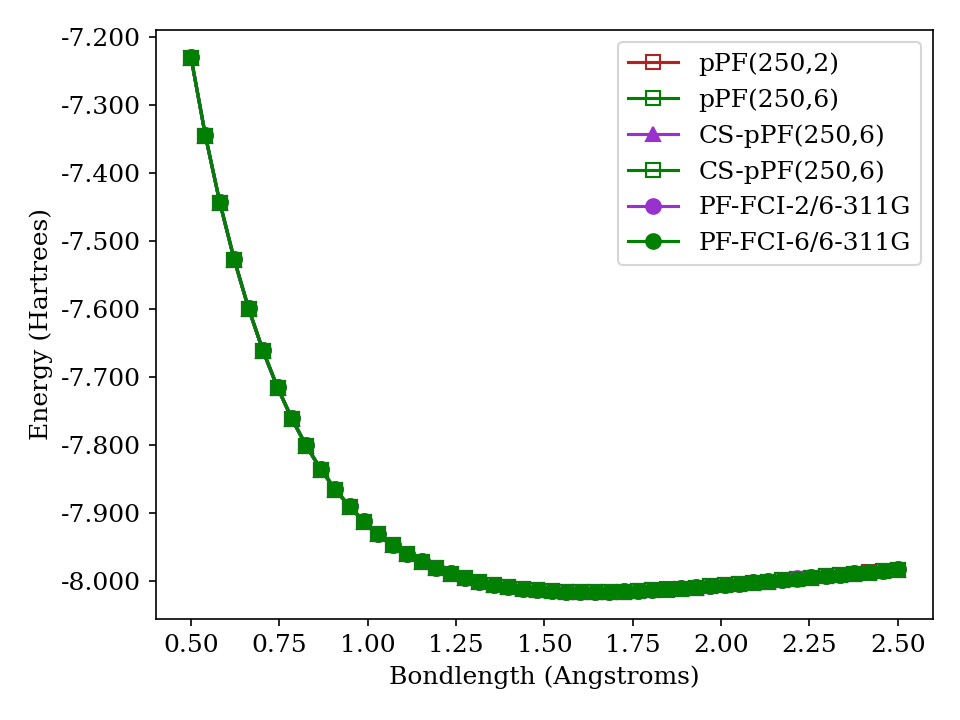 -7.200
-7.300
-7.400
-7.500
-7.600
-7.700
-7.800
-7.900
-8.000
Energy (Hartrees)
pPF(250,2)
pPF(250,6)
CS-pPF(250,6)
CS-pPF(250,6)
PF-FCI-2/6-311G
PF-FCI-6/6-311G
0.50 0.75 1.00 1.25 1.50 1.75 2.00 2.25 2.50
Bondlength (Angstroms)